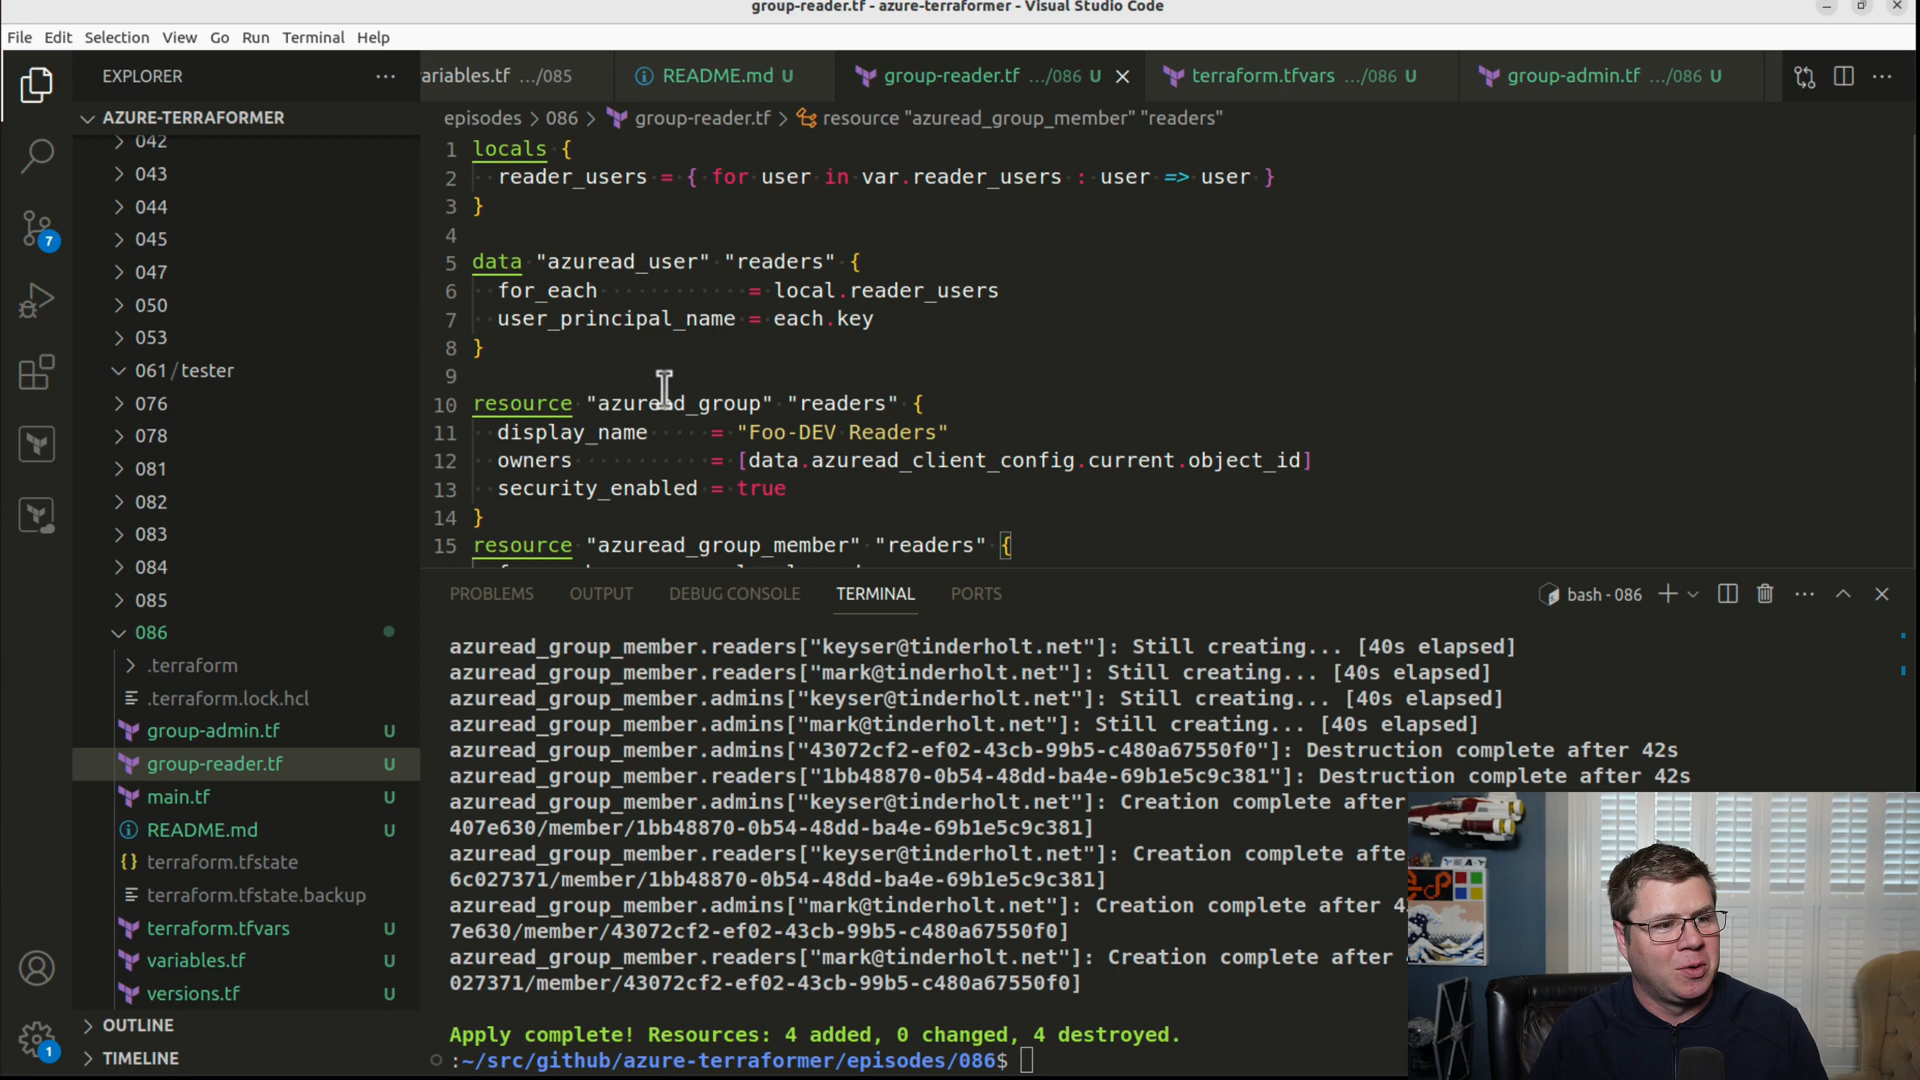 group-reader.tf - azure-terraformer - Visual Studio Code
File Edit Selection View Go Run Terminal Help
EXPLORER
AZURE-TERRAFORMER
042
043
044
045
047
050
053
061 / tester
076
078
081
082
083
084
085
086
.terraform
.terraform.lock.hcl
group-admin.tf U
group-reader.tf U
main.tf U
README.md U
terraform.tfstate
terraform.tfstate.backup
terraform.tfvars U
variables.tf U
versions.tf U
OUTLINE
TIMELINE
7
1
ariables.tf .../085 README.md U group-reader.tf .../086 U terraform.tfvars .../086 U group-admin.tf .../086 U
episodes > 086 > group-reader.tf > resource "azuread_group_member" "readers"
1 locals {
2 reader_users = { for user in var.reader_users : user => user }
3 }
4
5 data "azuread_user" "readers" {
6 for_each = local.reader_users
7 user_principal_name = each.key
8 }
9
10 resource "azuread_group" "readers" {
11 display_name = "Foo-DEV Readers"
12 owners = [data.azuread_client_config.current.object_id]
13 security_enabled = true
14 }
15 resource "azuread_group_member" "readers" {
PROBLEMS OUTPUT DEBUG CONSOLE TERMINAL PORTS
bash - 086
azuread_group_member.readers["keyser@tinderholt.net"]: Still creating... [40s elapsed]
azuread_group_member.readers["mark@tinderholt.net"]: Still creating... [40s elapsed]
azuread_group_member.admins["keyser@tinderholt.net"]: Still creating... [40s elapsed]
azuread_group_member.admins["mark@tinderholt.net"]: Still creating... [40s elapsed]
azuread_group_member.admins["43072cf2-ef02-43cb-99b5-c480a67550f0"]: Destruction complete after 42s
azuread_group_member.readers["1bb48870-0b54-48dd-ba4e-69b1e5c9c381"]: Destruction complete after 42s
azuread_group_member.admins["keyser@tinderholt.net"]: Creation complete after
407e630/member/1bb48870-0b54-48dd-ba4e-69b1e5c9c381]
azuread_group_member.readers["keyser@tinderholt.net"]: Creation complete afte
6c027371/member/1bb48870-0b54-48dd-ba4e-69b1e5c9c381]
azuread_group_member.admins["mark@tinderholt.net"]: Creation complete after 4
7e630/member/43072cf2-ef02-43cb-99b5-c480a67550f0]
azuread_group_member.readers["mark@tinderholt.net"]: Creation complete after
027371/member/43072cf2-ef02-43cb-99b5-c480a67550f0]
Apply complete! Resources: 4 added, 0 changed, 4 destroyed.
:~/src/github/azure-terraformer/episodes/086$